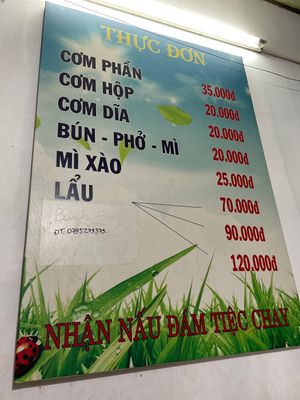 THỰC ĐƠN
CƠM PHẦN 35.000đ
CƠM HỘP 20.000đ
CƠM DĨA 20.000đ
BÚN - PHỞ - MÌ 20.000đ
MÌ XÀO 25.000đ
LẨU 70.000đ
90.000đ
120.000đ
NHẬN NẤU ĐÁM TIỆC CHAY